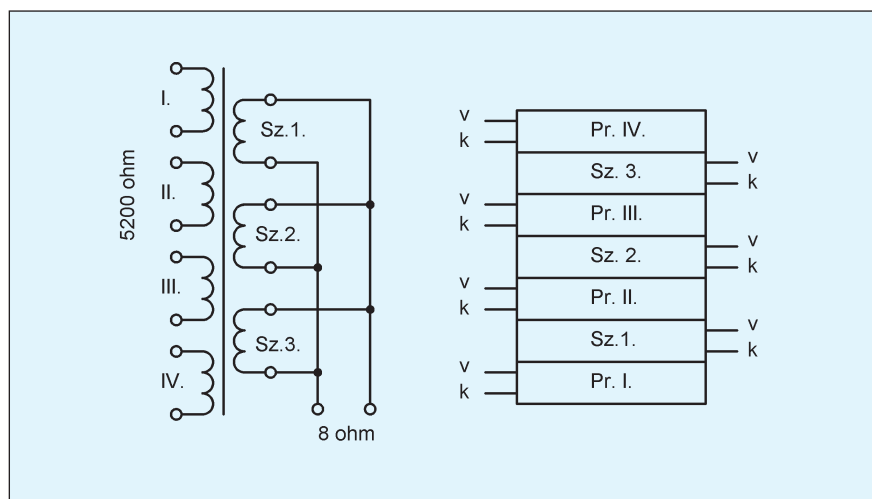 I.
II.
III.
IV.
5200 ohm
Sz.1.
Sz.2.
Sz.3.
8 ohm
v
k
Pr. IV.
Sz. 3.
v
k
v
k
Pr. III.
Sz. 2.
v
k
v
k
Pr. II.
Sz.1.
v
k
v
k
Pr. I.